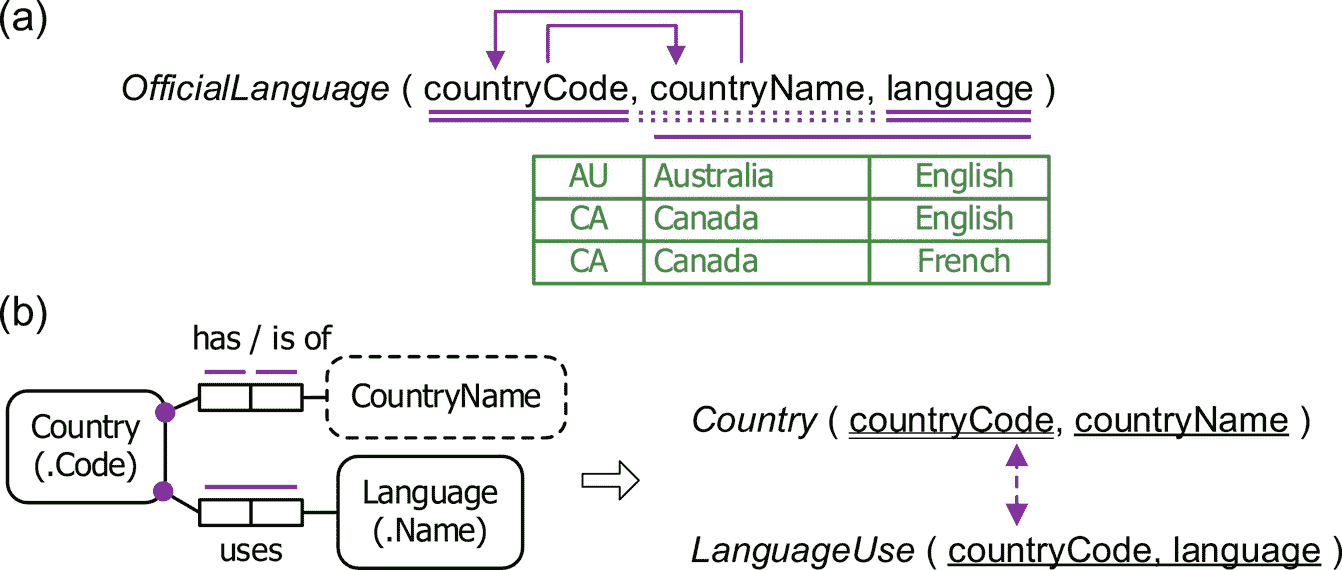 (a)
OfficialLanguage ( countryCode, countryName, language )
AU Australia English
CA Canada English
CA Canada French
(b)
has / is of
CountryName
Country
(.Code)
Language
(.Name)
uses
Country ( countryCode, countryName )
LanguageUse ( countryCode, language )